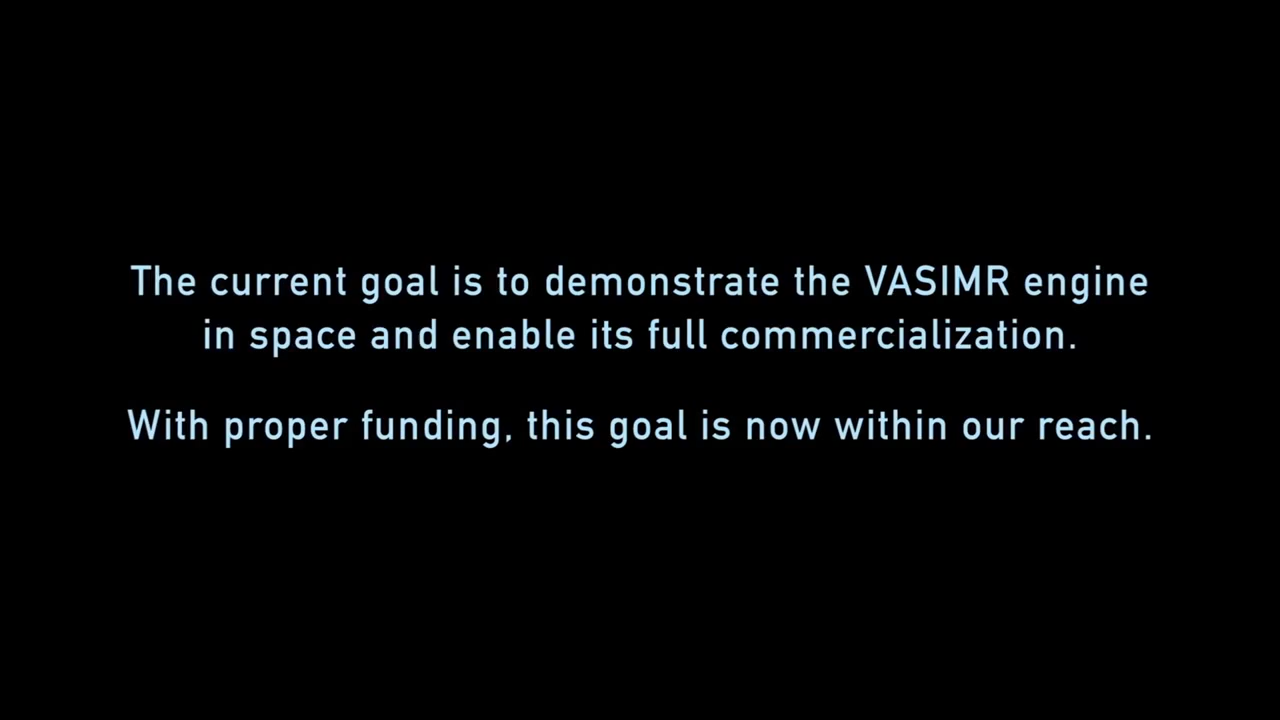 The current goal is to demonstrate the VASIMR engine
in space and enable its full commercialization.
With proper funding, this goal is now within our reach.